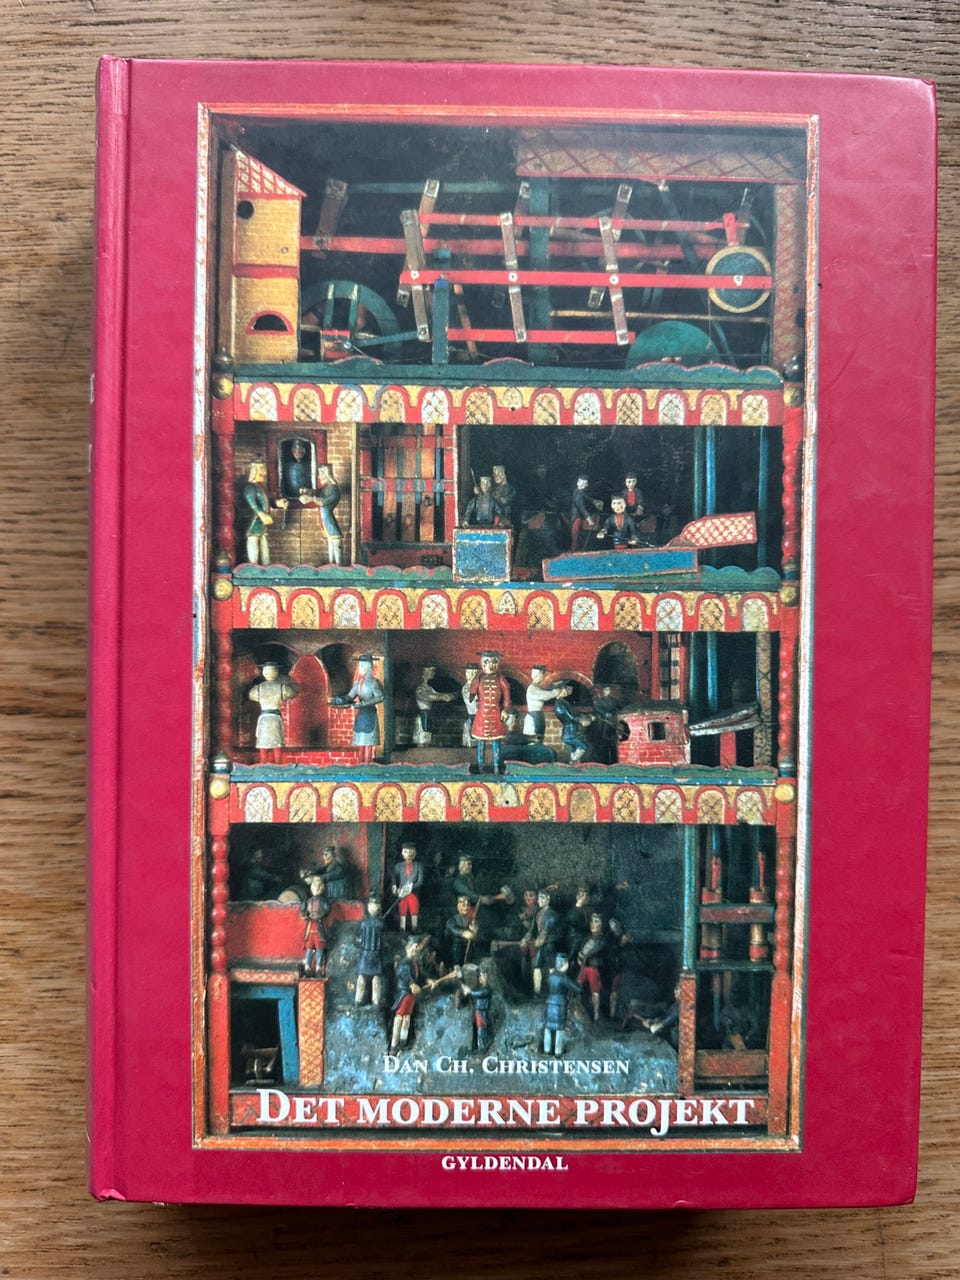 DAN CH. CHRISTENSEN
DET MODERNE PROJEKT
GYLDENDAL